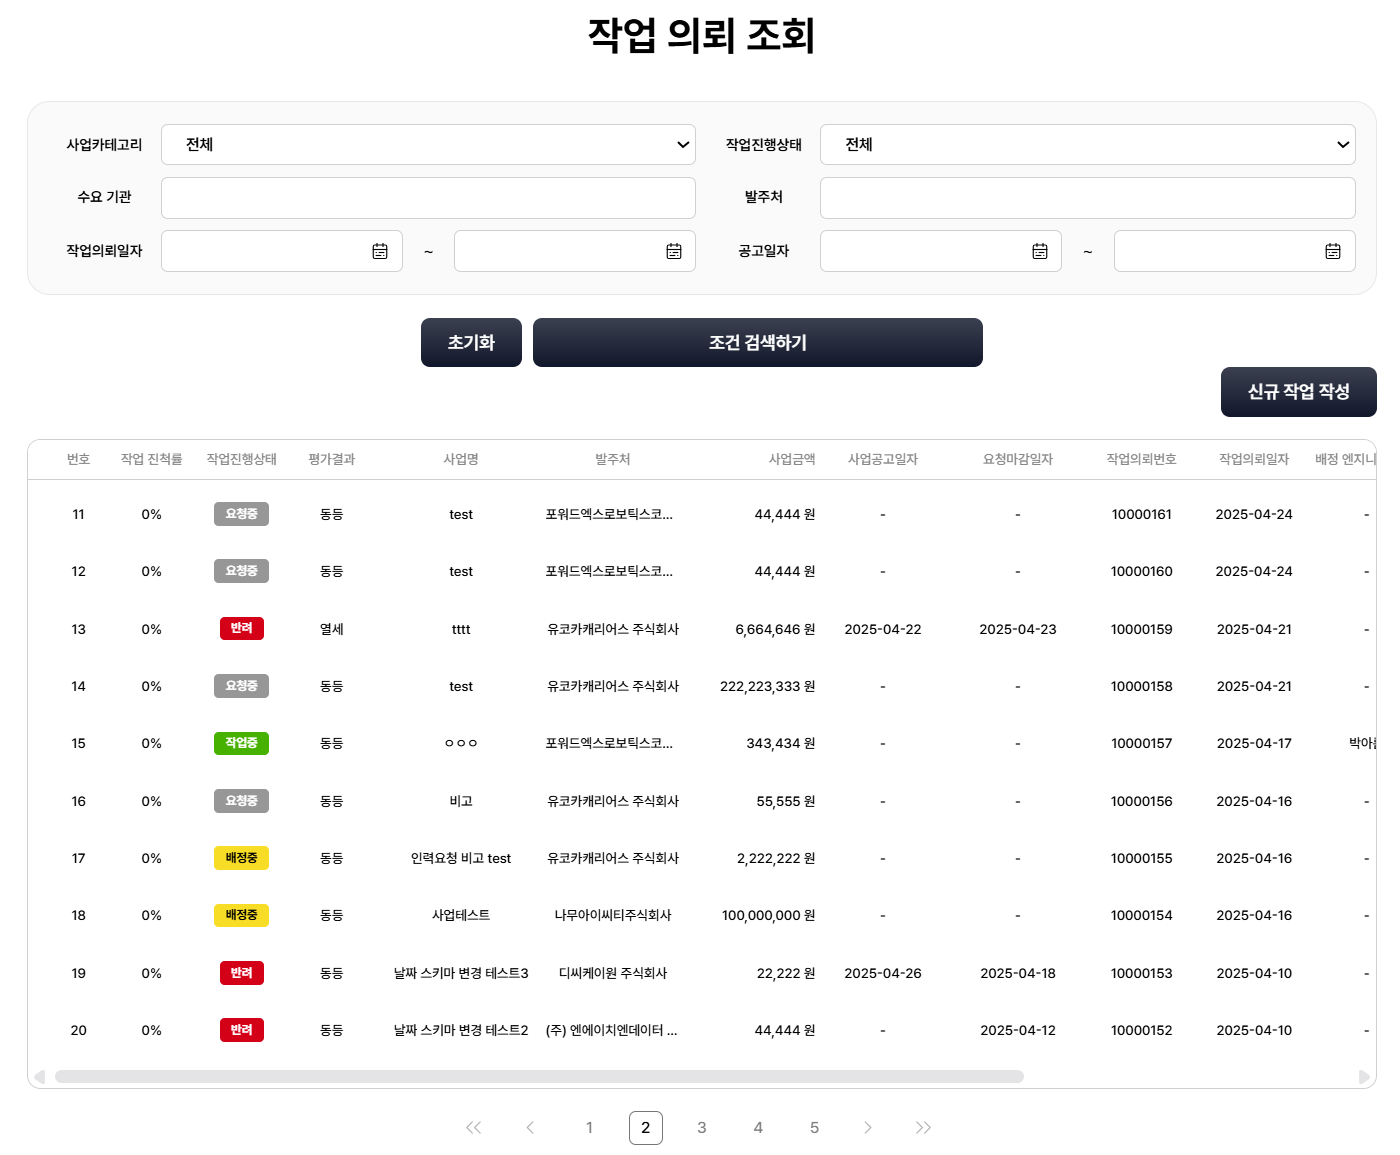 작업 의뢰 조회
사업카테고리 전체 작업진행상태 전체
수요 기관 발주처
작업의뢰일자 ~ 공고일자 ~
초기화 조건 검색하기
신규 작업 작성
번호 작업 진척률 작업진행상태 평가결과 사업명 발주처 사업금액 사업공고일자 요청마감일자 작업의뢰번호 작업의뢰일자 배정 엔지니
11 0% 요청중 동등 test 포워드엑스로보틱스코... 44,444 원 - - 10000161 2025-04-24 -
12 0% 요청중 동등 test 포워드엑스로보틱스코... 44,444 원 - - 10000160 2025-04-24 -
13 0% 반려 열세 tttt 유코카캐리어스 주식회사 6,664,646 원 2025-04-22 2025-04-23 10000159 2025-04-21 -
14 0% 요청중 동등 test 유코카캐리어스 주식회사 222,223,333 원 - - 10000158 2025-04-21 -
15 0% 작업중 동등 ㅇㅇㅇ 포워드엑스로보틱스코... 343,434 원 - - 10000157 2025-04-17 박아
16 0% 요청중 동등 비고 유코카캐리어스 주식회사 55,555 원 - - 10000156 2025-04-16 -
17 0% 배정중 동등 인력요청 비고 test 유코카캐리어스 주식회사 2,222,222 원 - - 10000155 2025-04-16 -
18 0% 배정중 동등 사업테스트 나무아이씨티주식회사 100,000,000 원 - - 10000154 2025-04-16 -
19 0% 반려 동등 날짜 스키마 변경 테스트3 디씨케이원 주식회사 22,222 원 2025-04-26 2025-04-18 10000153 2025-04-10 -
20 0% 반려 동등 날짜 스키마 변경 테스트2 (주) 엔에이치엔데이터 ... 44,444 원 - 2025-04-12 10000152 2025-04-10 -
1 2 3 4 5